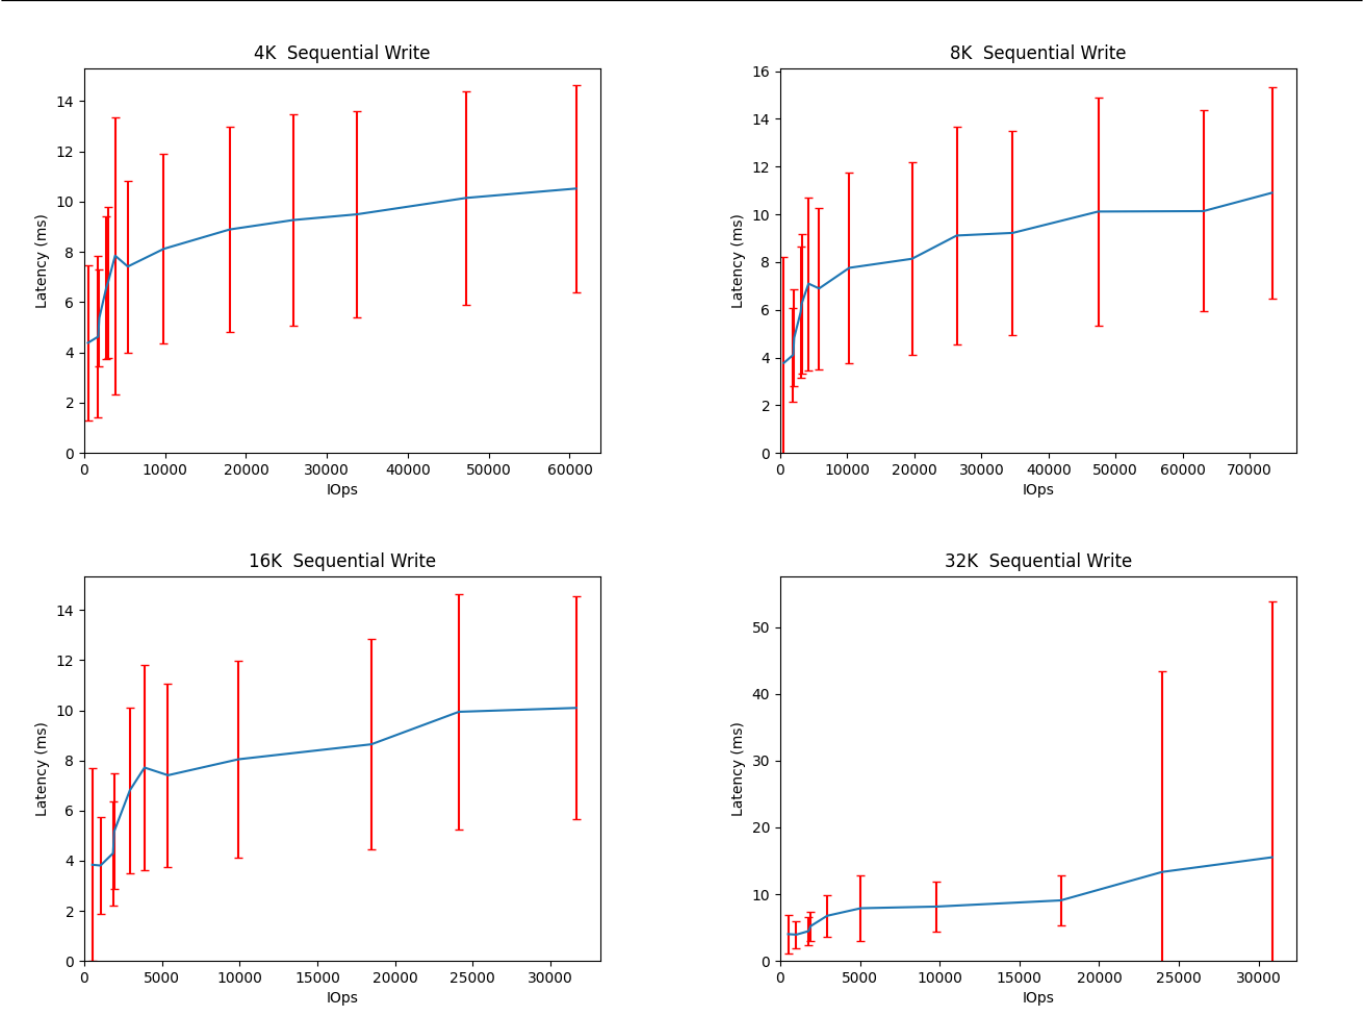 4K  Sequential Write
14
12
10
8
6
4
2
0
Latency (ms)
0 10000 20000 30000 40000 50000 60000
IOps
8K  Sequential Write
16
14
12
10
8
6
4
2
0
Latency (ms)
0 10000 20000 30000 40000 50000 60000 70000
IOps
16K  Sequential Write
14
12
10
8
6
4
2
0
Latency (ms)
0 5000 10000 15000 20000 25000 30000
IOps
32K  Sequential Write
50
40
30
20
10
0
Latency (ms)
0 5000 10000 15000 20000 25000 30000
IOps